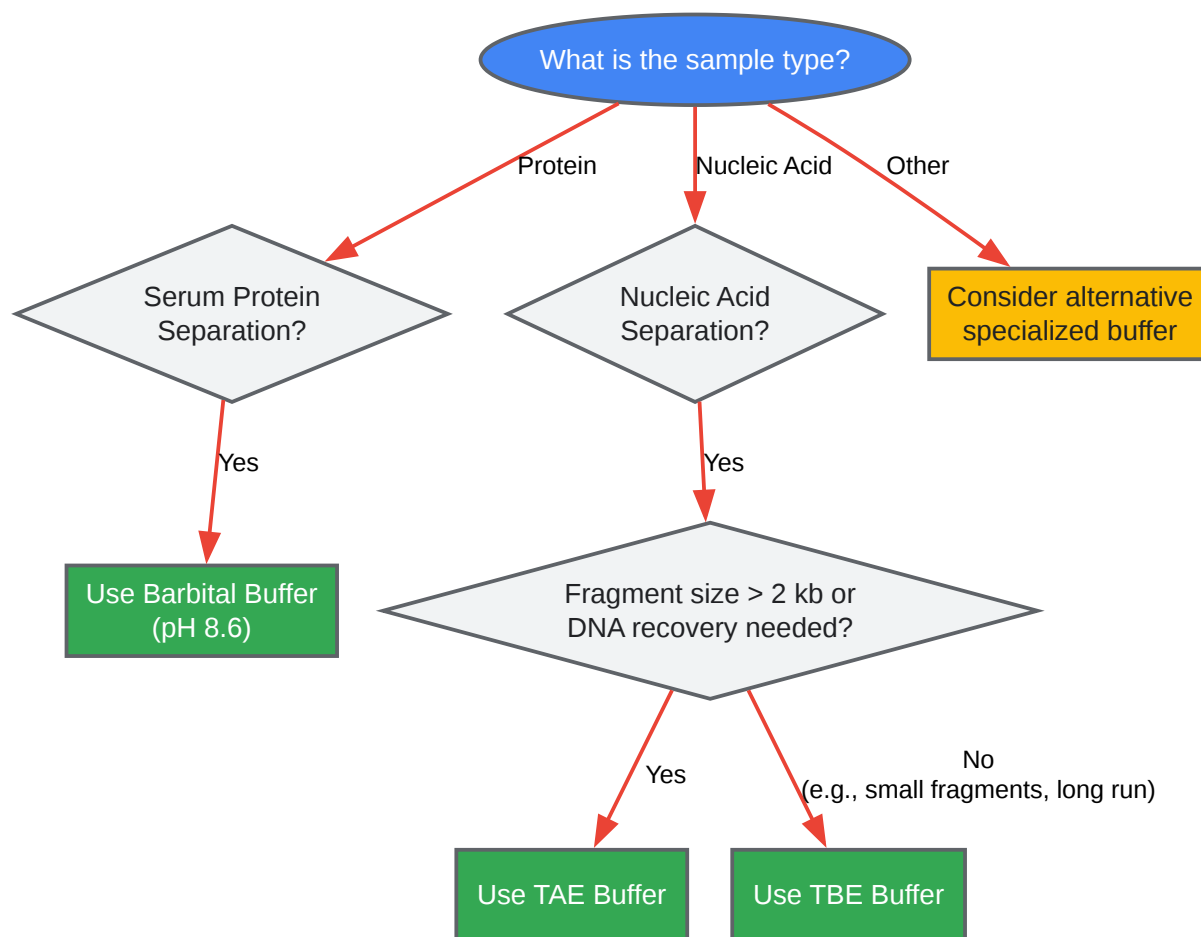 What is the sample type?
Protein
Nucleic Acid
Other
Serum Protein
Separation?
Nucleic Acid
Separation?
Consider alternative
specialized buffer
Yes
Yes
Use Barbital Buffer
(pH 8.6)
Fragment size > 2 kb or
DNA recovery needed?
Yes
No
(e.g., small fragments, long run)
Use TAE Buffer
Use TBE Buffer